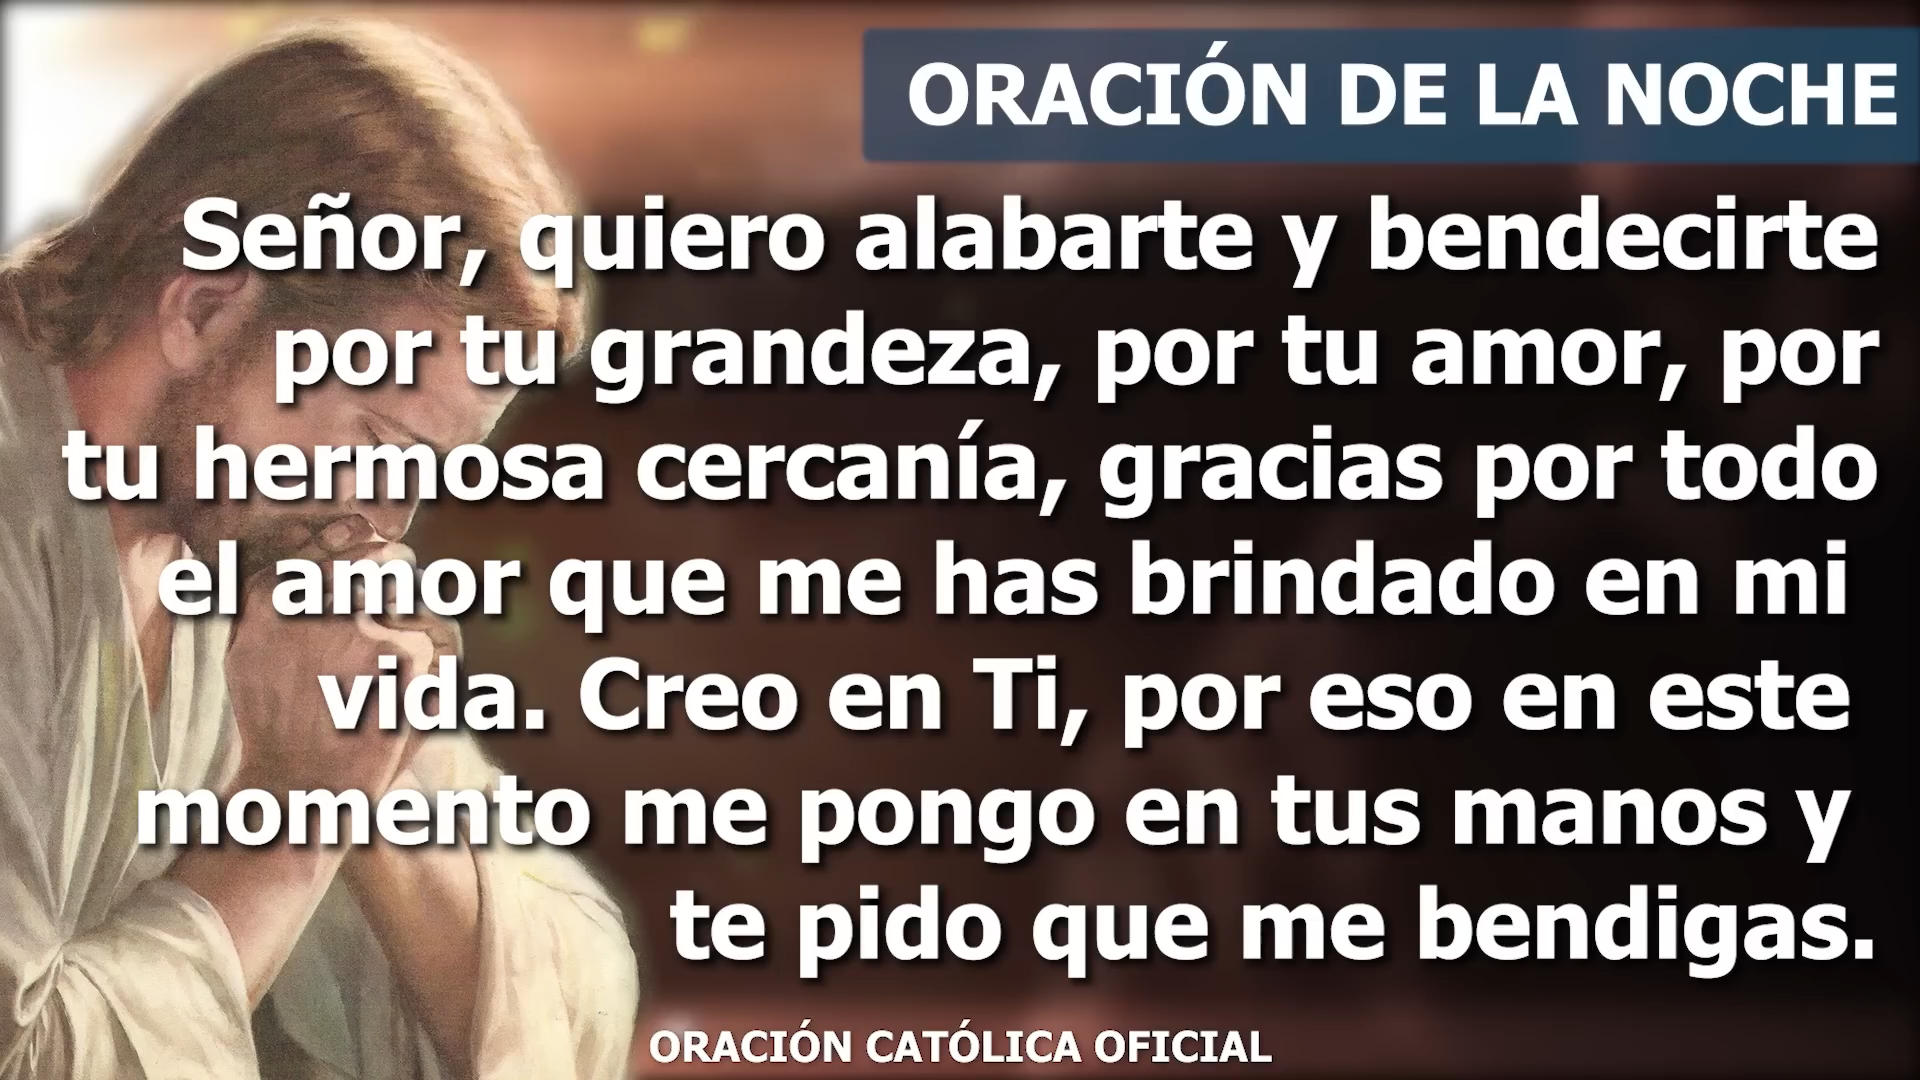 ORACIÓN DE LA NOCHE
Señor, quiero alabarte y bendecirte
por tu grandeza, por tu amor, por
tu hermosa cercanía, gracias por todo
el amor que me has brindado en mi
vida. Creo en Ti, por eso en este
momento me pongo en tus manos y
te pido que me bendigas.
ORACIÓN CATÓLICA OFICIAL